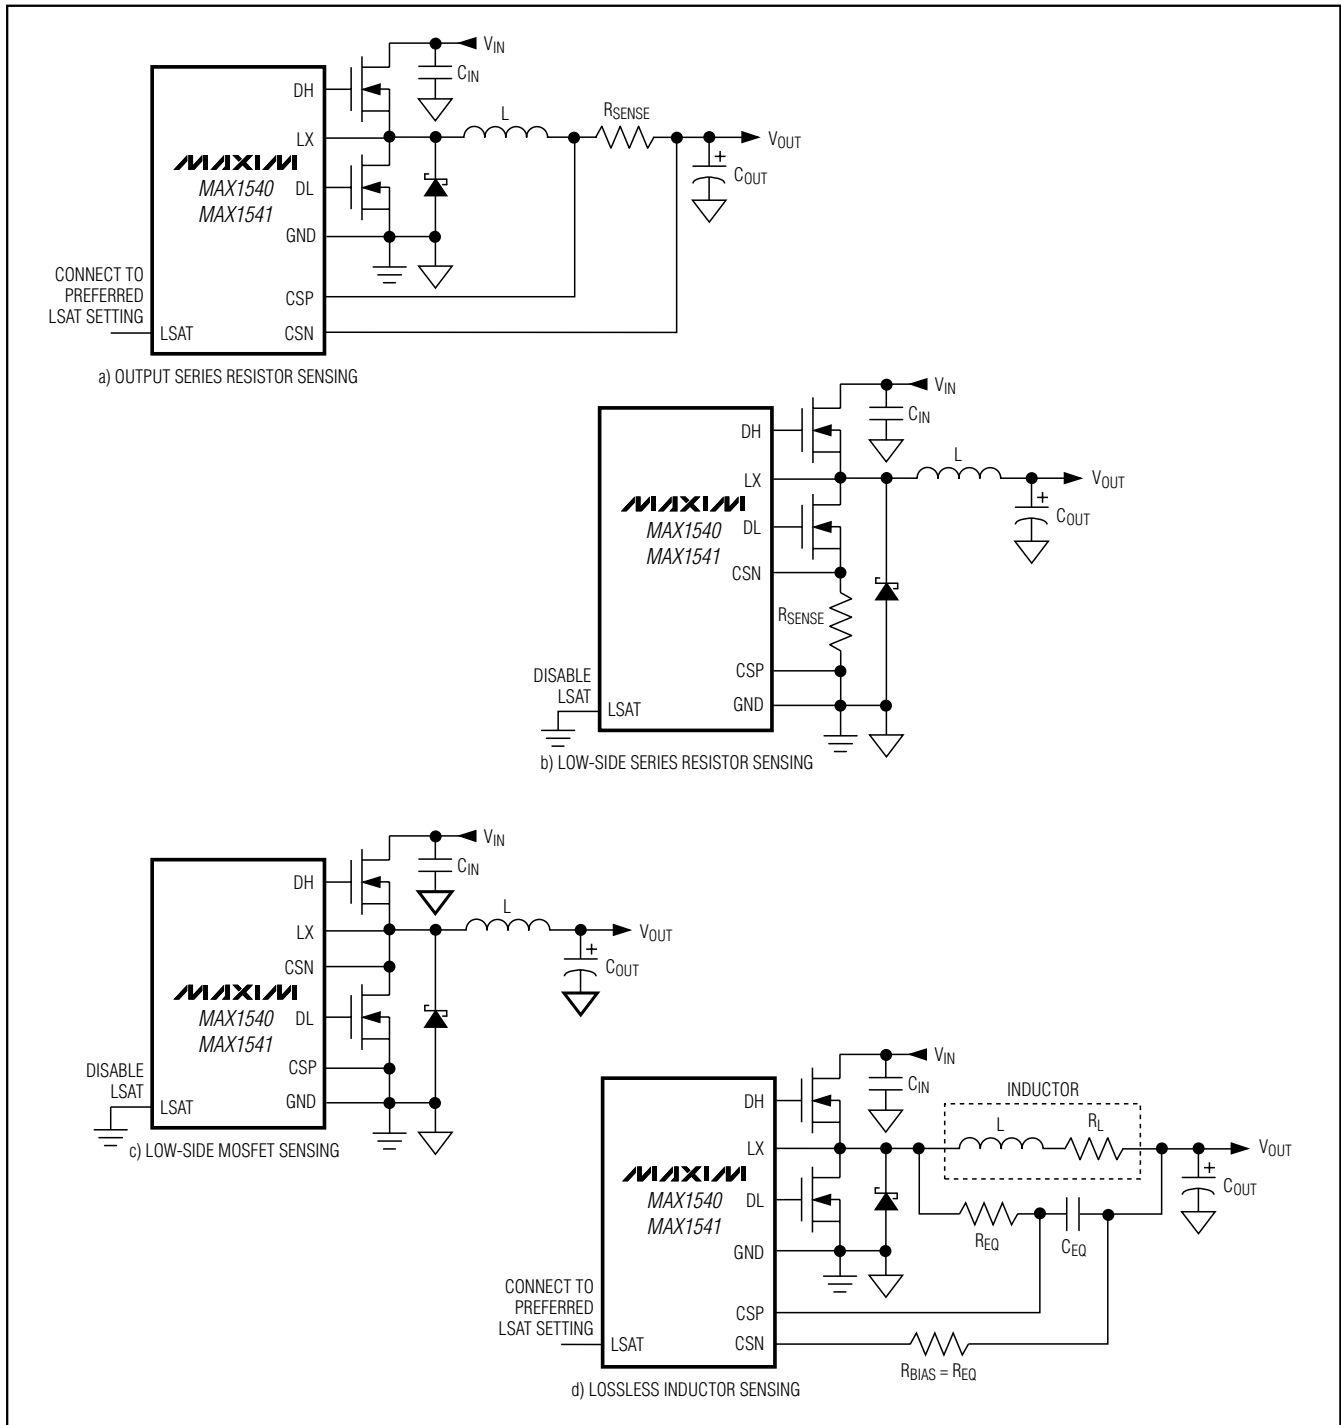 VIN
CIN
DH
L
RSENSE
LX
VOUT
MAXIM
MAX1540
MAX1541
DL
COUT
GND
CONNECT TO
PREFERRED
LSAT SETTING
CSP
LSAT
CSN
a) OUTPUT SERIES RESISTOR SENSING
VIN
CIN
DH
L
LX
VOUT
MAXIM
MAX1540
MAX1541
DL
COUT
CSN
RSENSE
DISABLE
LSAT
CSP
LSAT
GND
b) LOW-SIDE SERIES RESISTOR SENSING
VIN
CIN
DH
L
LX
VOUT
CSN
COUT
MAXIM
MAX1540
MAX1541
DL
DISABLE
LSAT
CSP
LSAT
GND
c) LOW-SIDE MOSFET SENSING
VIN
CIN
DH
INDUCTOR
L
RL
LX
VOUT
MAXIM
MAX1540
MAX1541
DL
COUT
REQ
CEQ
GND
CONNECT TO
PREFERRED
LSAT SETTING
CSP
LSAT
CSN
RBIAS = REQ
d) LOSSLESS INDUCTOR SENSING